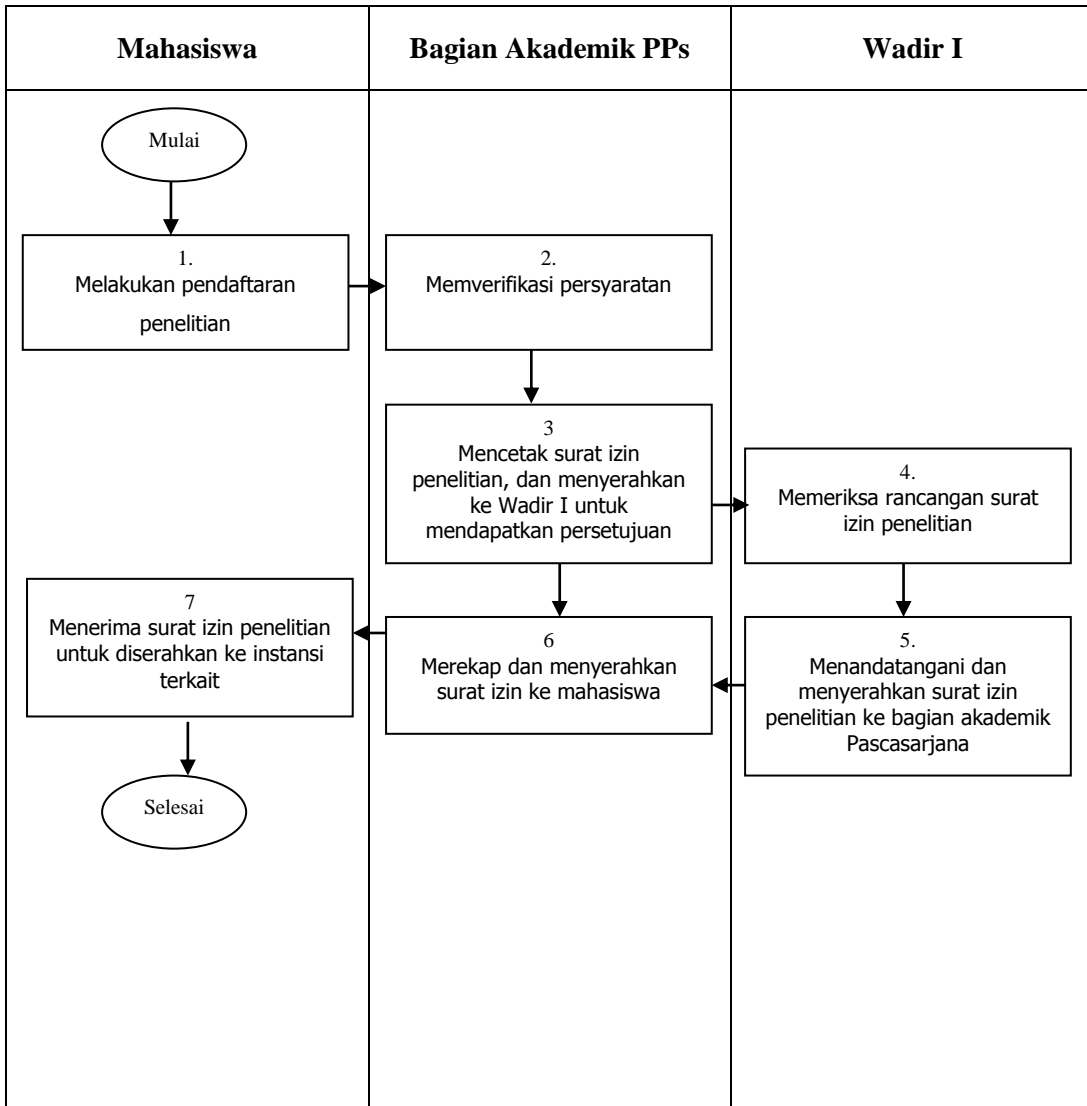 Mahasiswa
Bagian Akademik PPs
Wadir I
Mulai
1.
Melakukan pendaftaran
penelitian
2.
Memverifikasi persyaratan
3
Mencetak surat izin
penelitian, dan menyerahkan
ke Wadir I untuk
mendapatkan persetujuan
4.
Memeriksa rancangan surat
izin penelitian
5.
Menandatangani dan
menyerahkan surat izin
penelitian ke bagian akademik
Pascasarjana
6
Merekap dan menyerahkan
surat izin ke mahasiswa
7
Menerima surat izin penelitian
untuk diserahkan ke instansi
terkait
Selesai